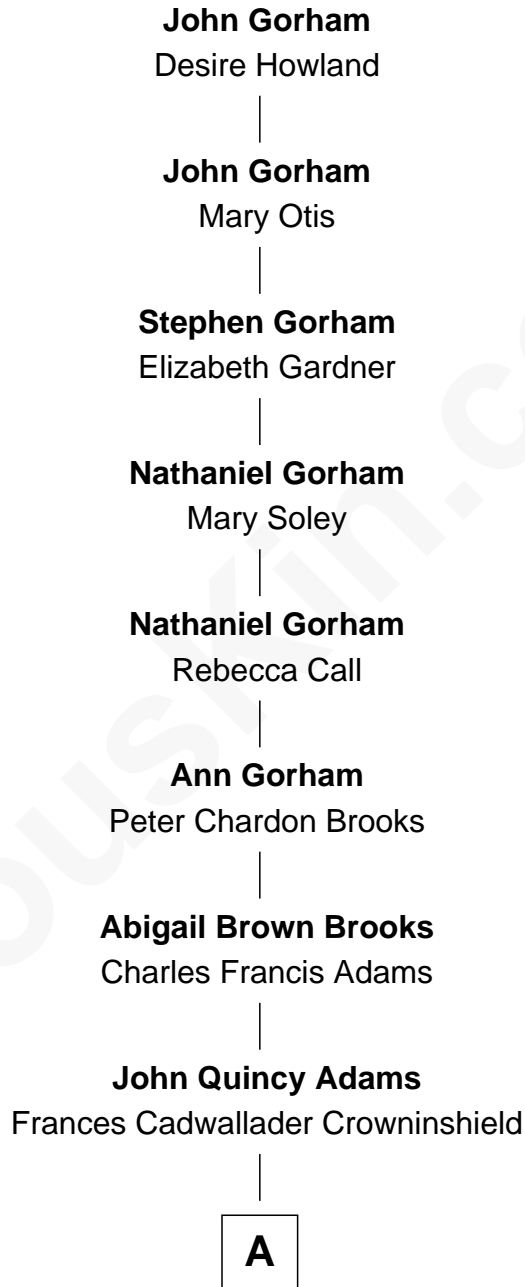 John Gorham
Desire Howland
John Gorham
Mary Otis
Stephen Gorham
Elizabeth Gardner
Nathaniel Gorham
Mary Soley
Nathaniel Gorham
Rebecca Call
Ann Gorham
Peter Chardon Brooks
Abigail Brown Brooks
Charles Francis Adams
John Quincy Adams
Frances Cadwallader Crowninshield
A